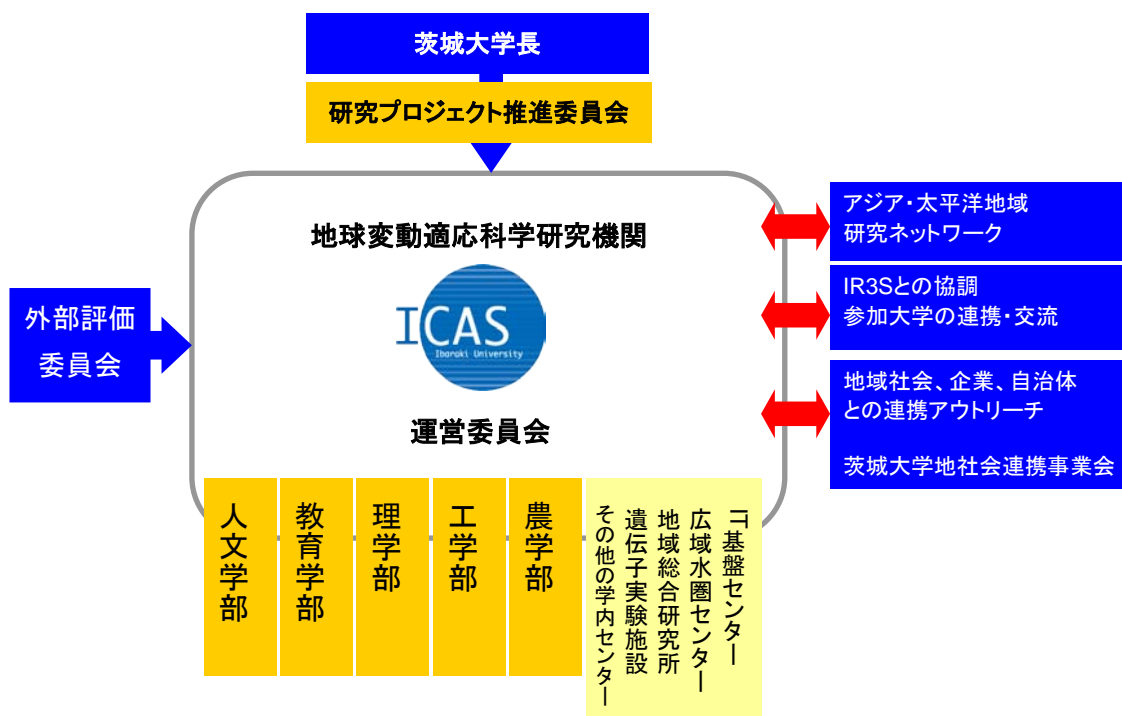 茨城大学長
研究プロジェクト推進委員会
地球変動適応科学研究機関
ICAS
Ibaraki University
運営委員会
外部評価
委員会
アジア・太平洋地域
研究ネットワーク
IR3Sとの協調
参加大学の連携・交流
地域社会、企業、自治体
との連携アウトリーチ
茨城大学地社会連携事業会
人文学部
教育学部
理学部
工学部
農学部
IT基盤センター
広域水圏センター
地域総合研究所
遺伝子実験施設
その他の学内センター